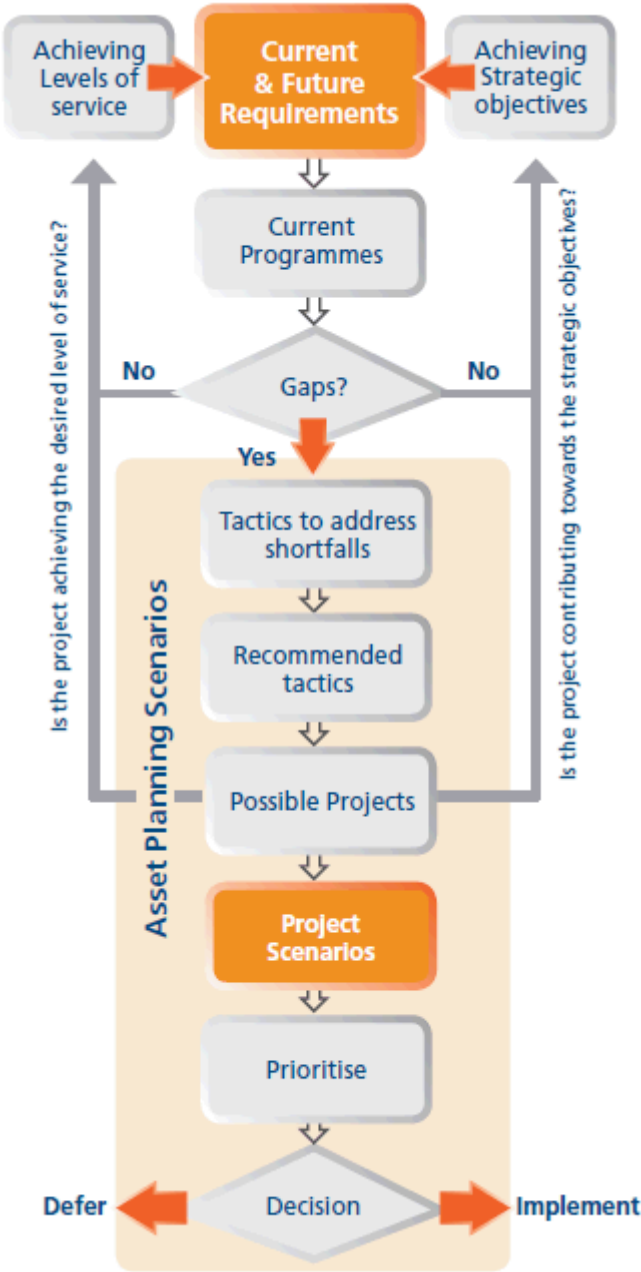 Achieving
Levels of
service
Current
& Future
Requirements
Achieving
Strategic
objectives
Current
Programmes
Is the project achieving the desired level of service?
Is the project contributing towards the strategic objectives?
No
Gaps?
No
Yes
Tactics to address
shortfalls
Asset Planning Scenarios
Recommended
tactics
Possible Projects
Project
Scenarios
Prioritise
Defer
Decision
Implement